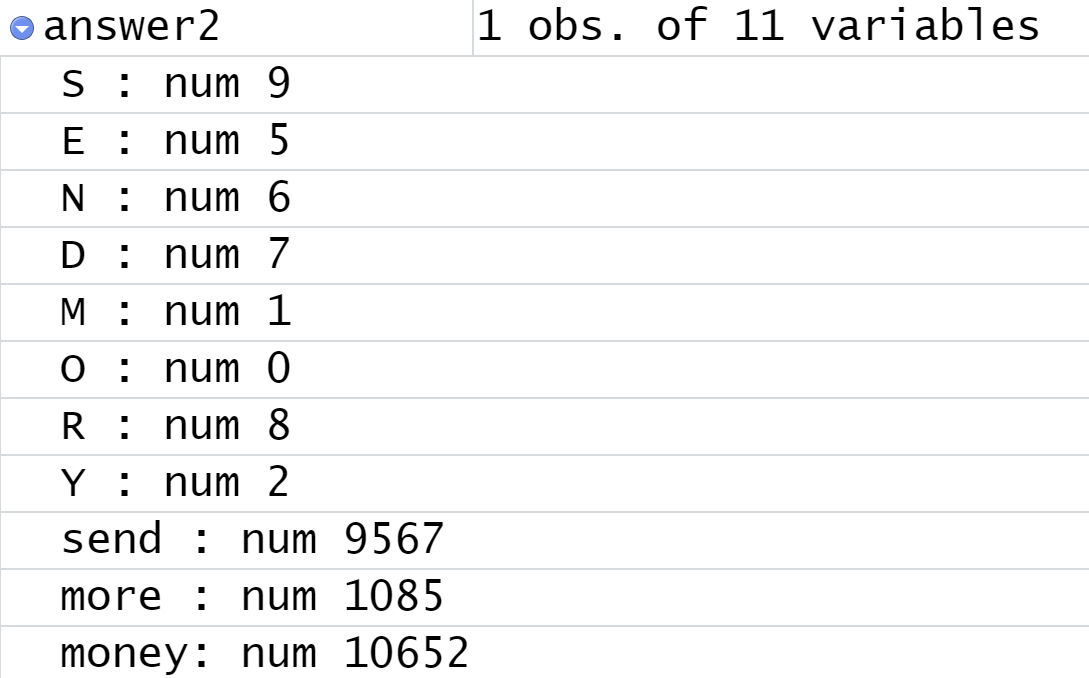 answer2 1 obs. of 11 variables
S : num 9
E : num 5
N : num 6
D : num 7
M : num 1
O : num 0
R : num 8
Y : num 2
send : num 9567
more : num 1085
money: num 10652